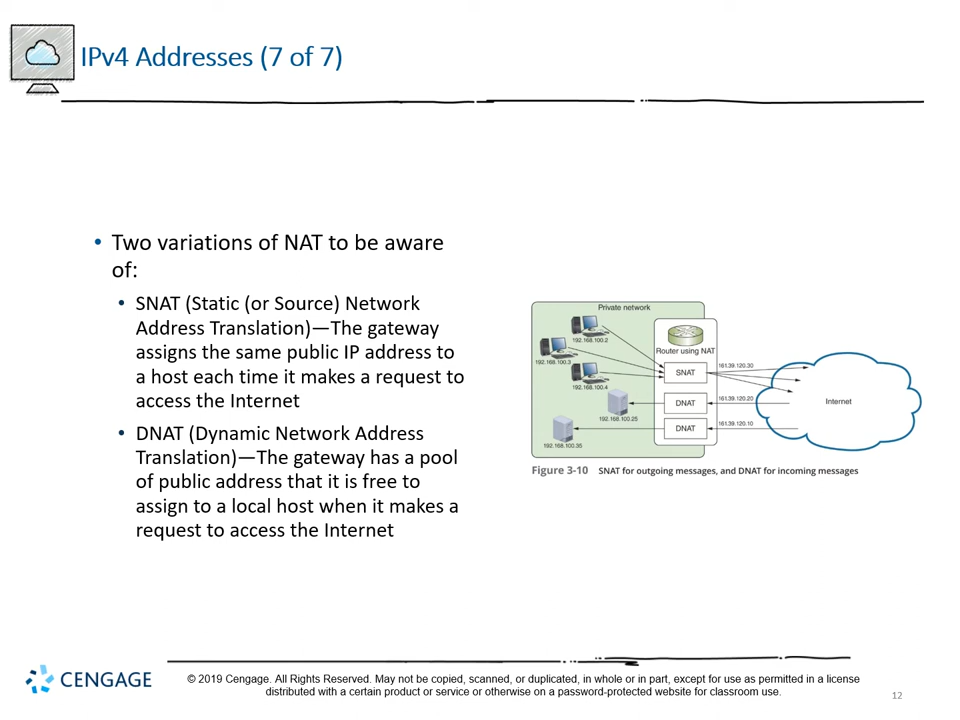 IPv4 Addresses (7 of 7)
• Two variations of NAT to be aware
of:
• SNAT (Static (or Source) Network
Address Translation)—The gateway
assigns the same public IP address to
a host each time it makes a request to
access the Internet
• DNAT (Dynamic Network Address
Translation)—The gateway has a pool
of public address that it is free to
assign to a local host when it makes a
request to access the Internet
Private network
192.168.100.2
192.168.100.3
192.168.100.4
192.168.100.25
192.168.100.35
Router using NAT
SNAT
DNAT
DNAT
161.39.120.30
161.39.120.20
161.39.120.10
Internet
Figure 3-10 SNAT for outgoing messages, and DNAT for incoming messages
CENGAGE
© 2019 Cengage. All Rights Reserved. May not be copied, scanned, or duplicated, in whole or in part, except for use as permitted in a license
distributed with a certain product or service or otherwise on a password-protected website for classroom use.
12